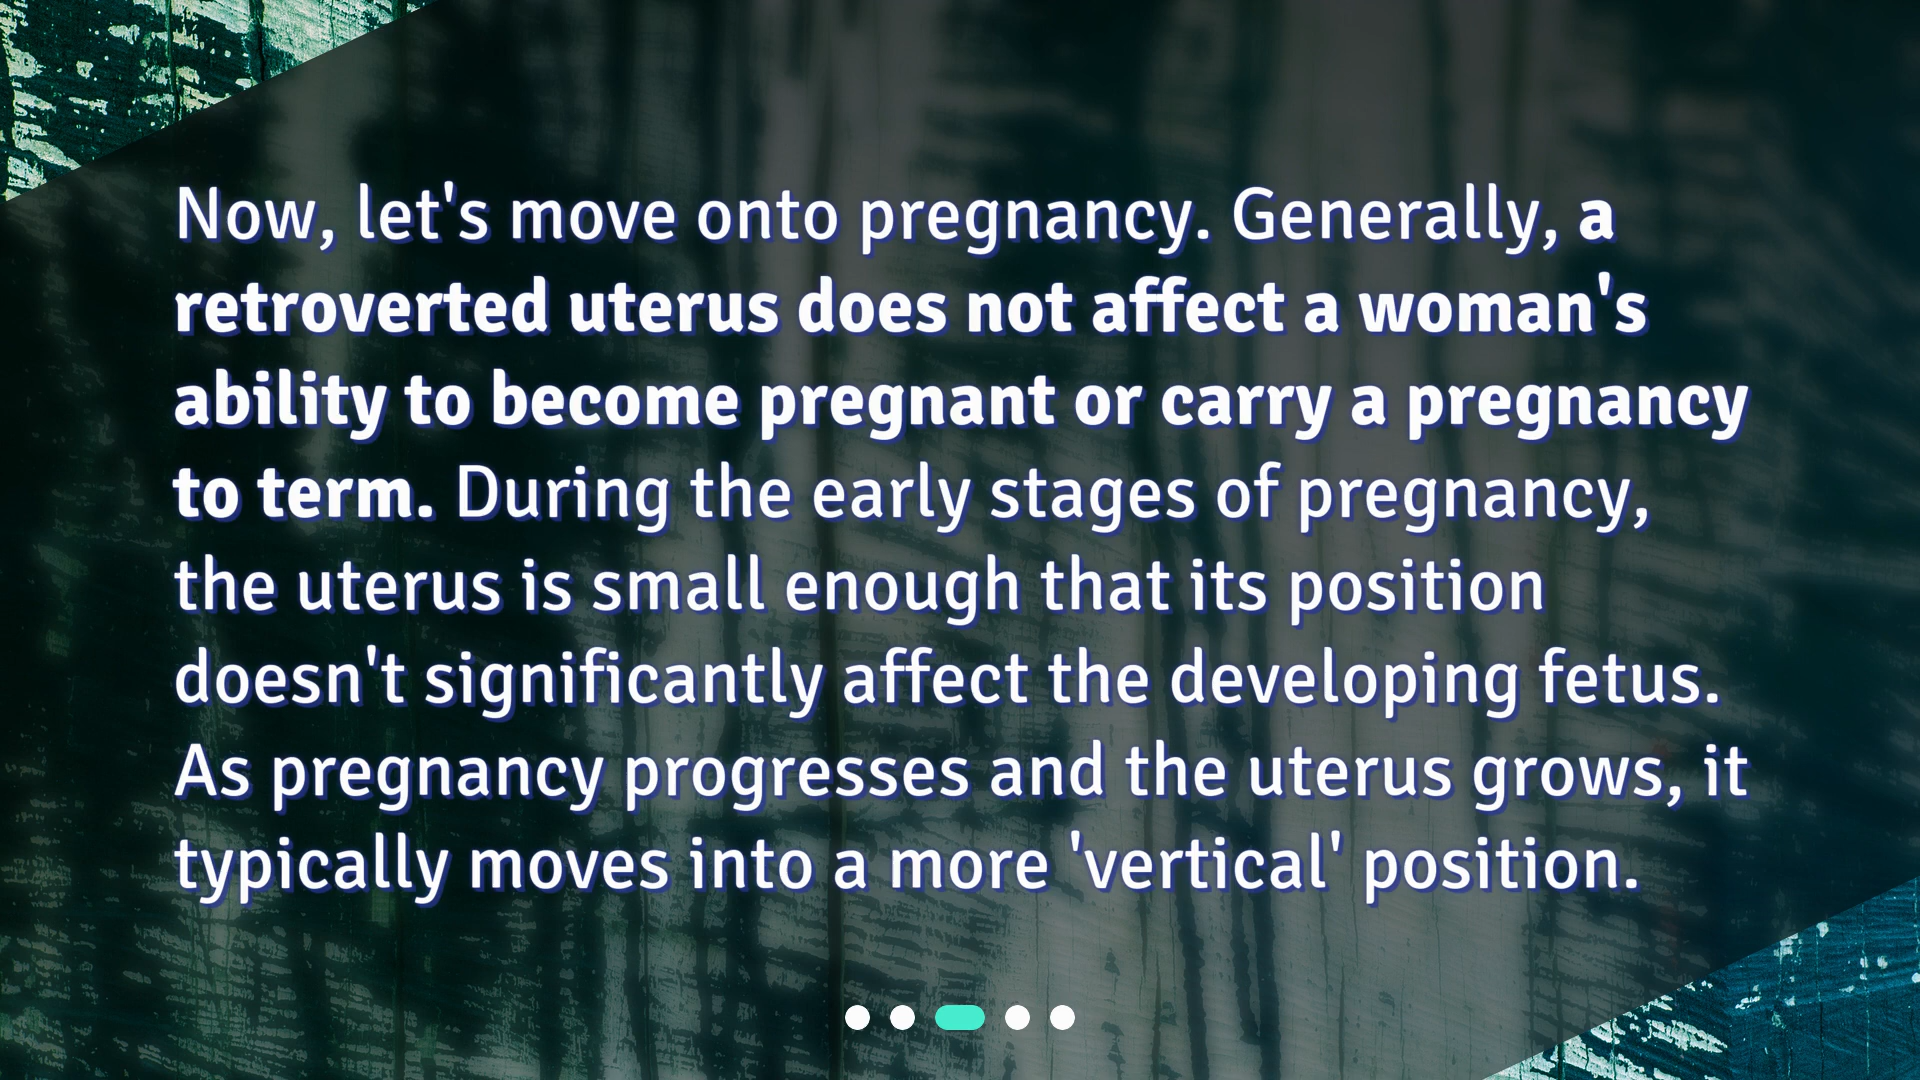 Now, let's move onto pregnancy. Generally, a
retroverted uterus does not affect a woman's
ability to become pregnant or carry a pregnancy
to term. During the early stages of pregnancy,
the uterus is small enough that its position
doesn't significantly affect the developing fetus.
As pregnancy progresses and the uterus grows, it
typically moves into a more 'vertical' position.